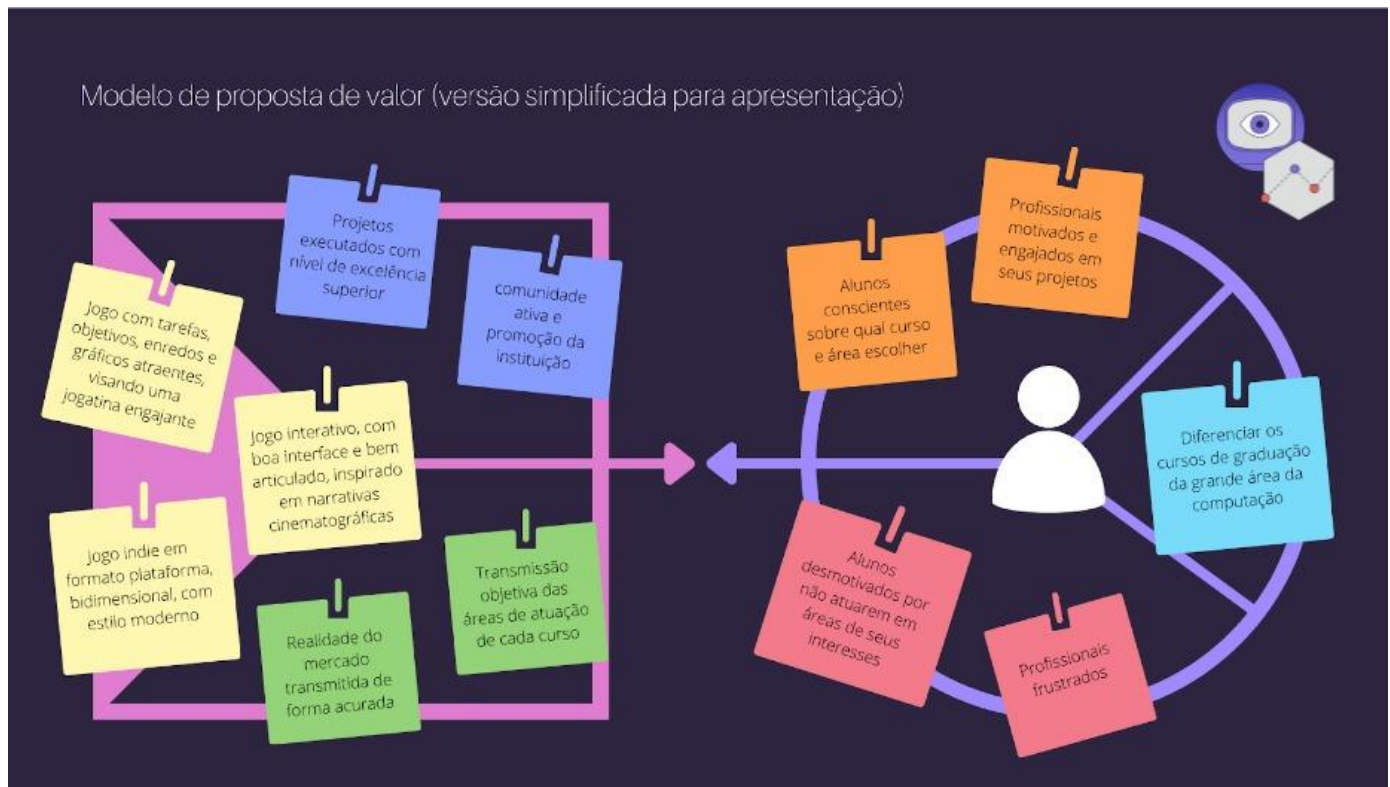 Modelo de proposta de valor (versão simplificada para apresentação)
Projetos
executados com
nível de excelência
superior
comunidade
ativa e
promoção da
instituição
Jogo com tarefas,
objetivos, enredos e
gráficos atraentes,
visando uma
jogatina engajante
Jogo interativo, com
boa interface e bem
articulado, inspirado
em narrativas
cinematográficas
Jogo indie em
formato plataforma,
bidimensional, com
estilo moderno
Realidade do
mercado
transmitida de
forma acurada
Transmissão
objetiva das
áreas de atuação
de cada curso
Alunos
conscientes
sobre qual curso
e área escolher
Profissionais
motivados e
engajados em
seus projetos
Diferenciar os
cursos de graduação
da grande área da
computação
Alunos
desmotivados por
não atuarem em
áreas de seus
interesses
Profissionais
frustrados